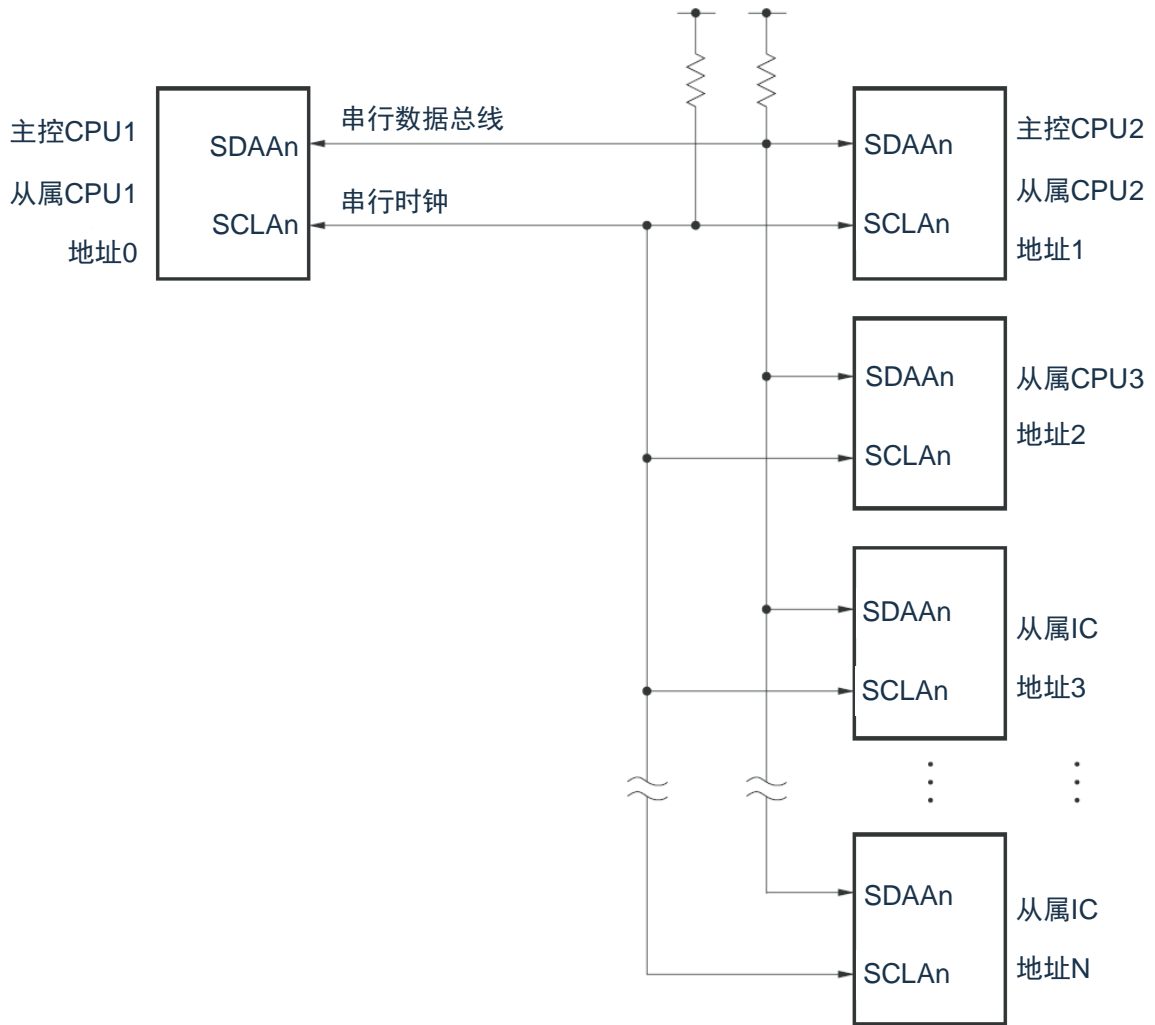 主控CPU1
从属CPU1
地址0
SDAAn
SCLAn
串行数据总线
串行时钟
SDAAn
SCLAn
主控CPU2
从属CPU2
地址1
SDAAn
SCLAn
从属CPU3
地址2
SDAAn
SCLAn
从属IC
地址3
SDAAn
SCLAn
从属IC
地址N